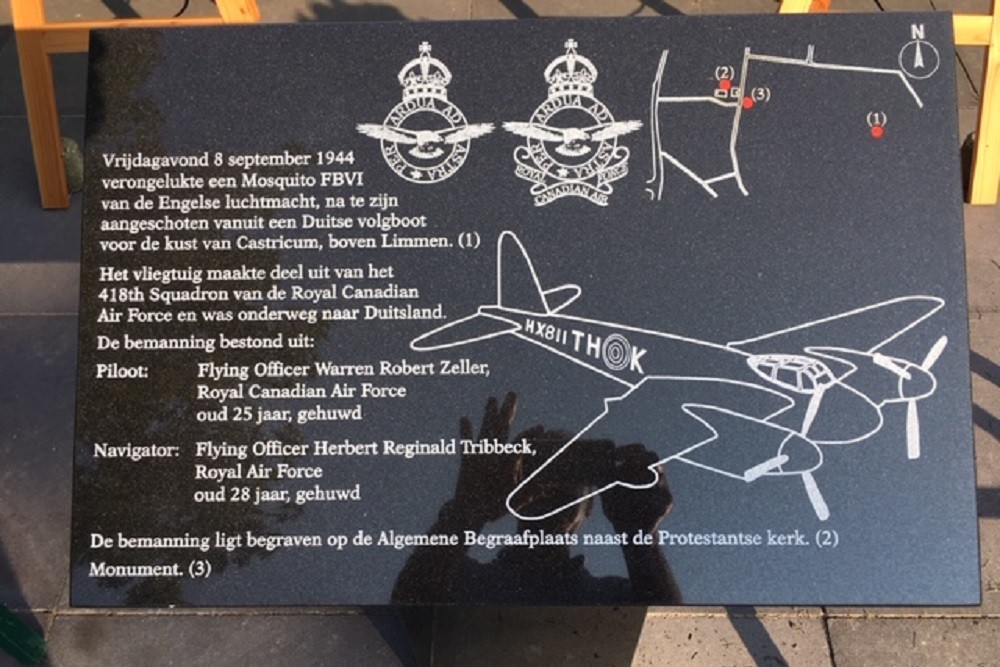 PER ARDUA AD ASTRA
PER ARDUA AD ASTRA
ROYAL CANADIAN AIR FORCE
N
(2)
(3)
(1)
Vrijdagavond 8 september 1944
verongelukte een Mosquito FBVI
van de Engelse luchtmacht, na te zijn
aangeschoten vanuit een Duitse volgboot
voor de kust van Castricum, boven Limmen. (1)
Het vliegtuig maakte deel uit van het
418th Squadron van de Royal Canadian
Air Force en was onderweg naar Duitsland.
De bemanning bestond uit:
Piloot: Flying Officer Warren Robert Zeller,
Royal Canadian Air Force
oud 25 jaar, gehuwd
Navigator: Flying Officer Herbert Reginald Tribbeck,
Royal Air Force
oud 28 jaar, gehuwd
HX811 TH K
De bemanning ligt begraven op de Algemene Begraafplaats naast de Protestantse kerk. (2)
Monument. (3)